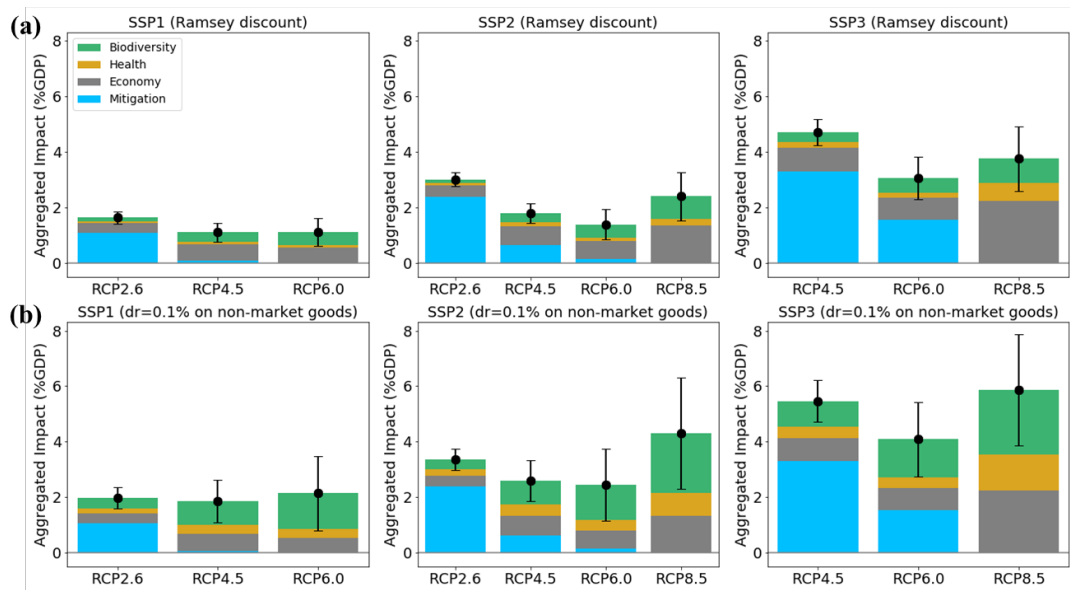 (a)
SSP1 (Ramsey discount)
SSP2 (Ramsey discount)
SSP3 (Ramsey discount)
Aggregated Impact (%GDP)
8
6
4
2
0
Biodiversity
Health
Economy
Mitigation
RCP2.6
RCP4.5
RCP6.0
Aggregated Impact (%GDP)
8
6
4
2
0
RCP2.6
RCP4.5
RCP6.0
RCP8.5
Aggregated Impact (%GDP)
8
6
4
2
0
RCP4.5
RCP6.0
RCP8.5
(b)
SSP1 (dr=0.1% on non-market goods)
SSP2 (dr=0.1% on non-market goods)
SSP3 (dr=0.1% on non-market goods)
Aggregated Impact (%GDP)
8
6
4
2
0
RCP2.6
RCP4.5
RCP6.0
Aggregated Impact (%GDP)
8
6
4
2
0
RCP2.6
RCP4.5
RCP6.0
RCP8.5
Aggregated Impact (%GDP)
8
6
4
2
0
RCP4.5
RCP6.0
RCP8.5